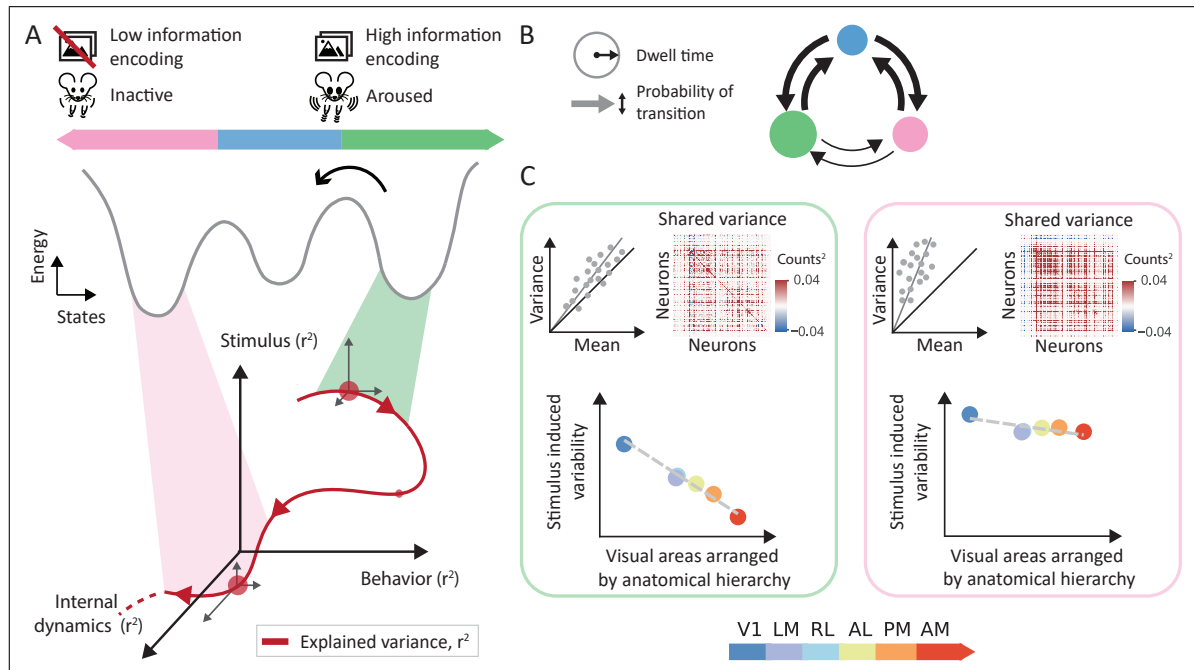 A
Low information
encoding
High information
encoding
Inactive
Aroused
Energy
States
Stimulus (r²)
Behavior (r²)
Internal
dynamics (r²)
Explained variance, r²
B
Dwell time
Probability of
transition
C
Variance
Mean
Shared variance
Neurons
Neurons
Counts²
0.04
−0.04
Stimulus induced
variability
Visual areas arranged
by anatomical hierarchy
Variance
Mean
Shared variance
Neurons
Neurons
Counts²
0.04
−0.04
Stimulus induced
variability
Visual areas arranged
by anatomical hierarchy
V1 LM RL AL PM AM